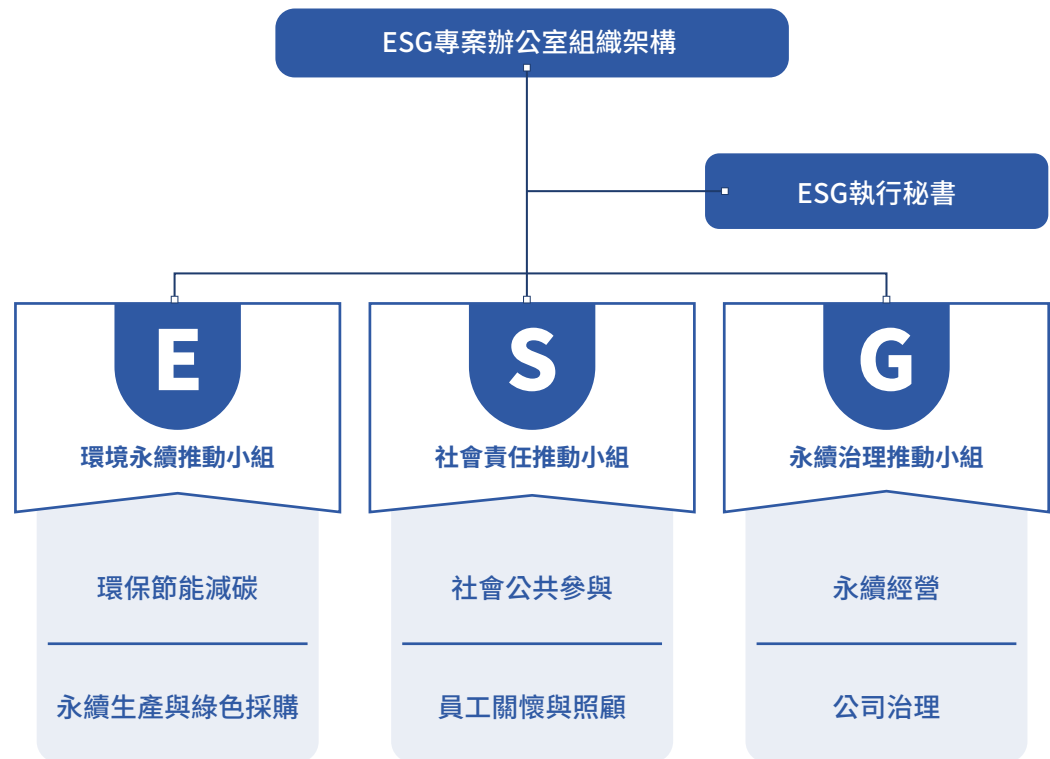 ESG專案辦公室組織架構
ESG執行秘書
E
環境永續推動小組
環保節能減碳
永續生產與綠色採購
S
社會責任推動小組
社會公共參與
員工關懷與照顧
G
永續治理推動小組
永續經營
公司治理